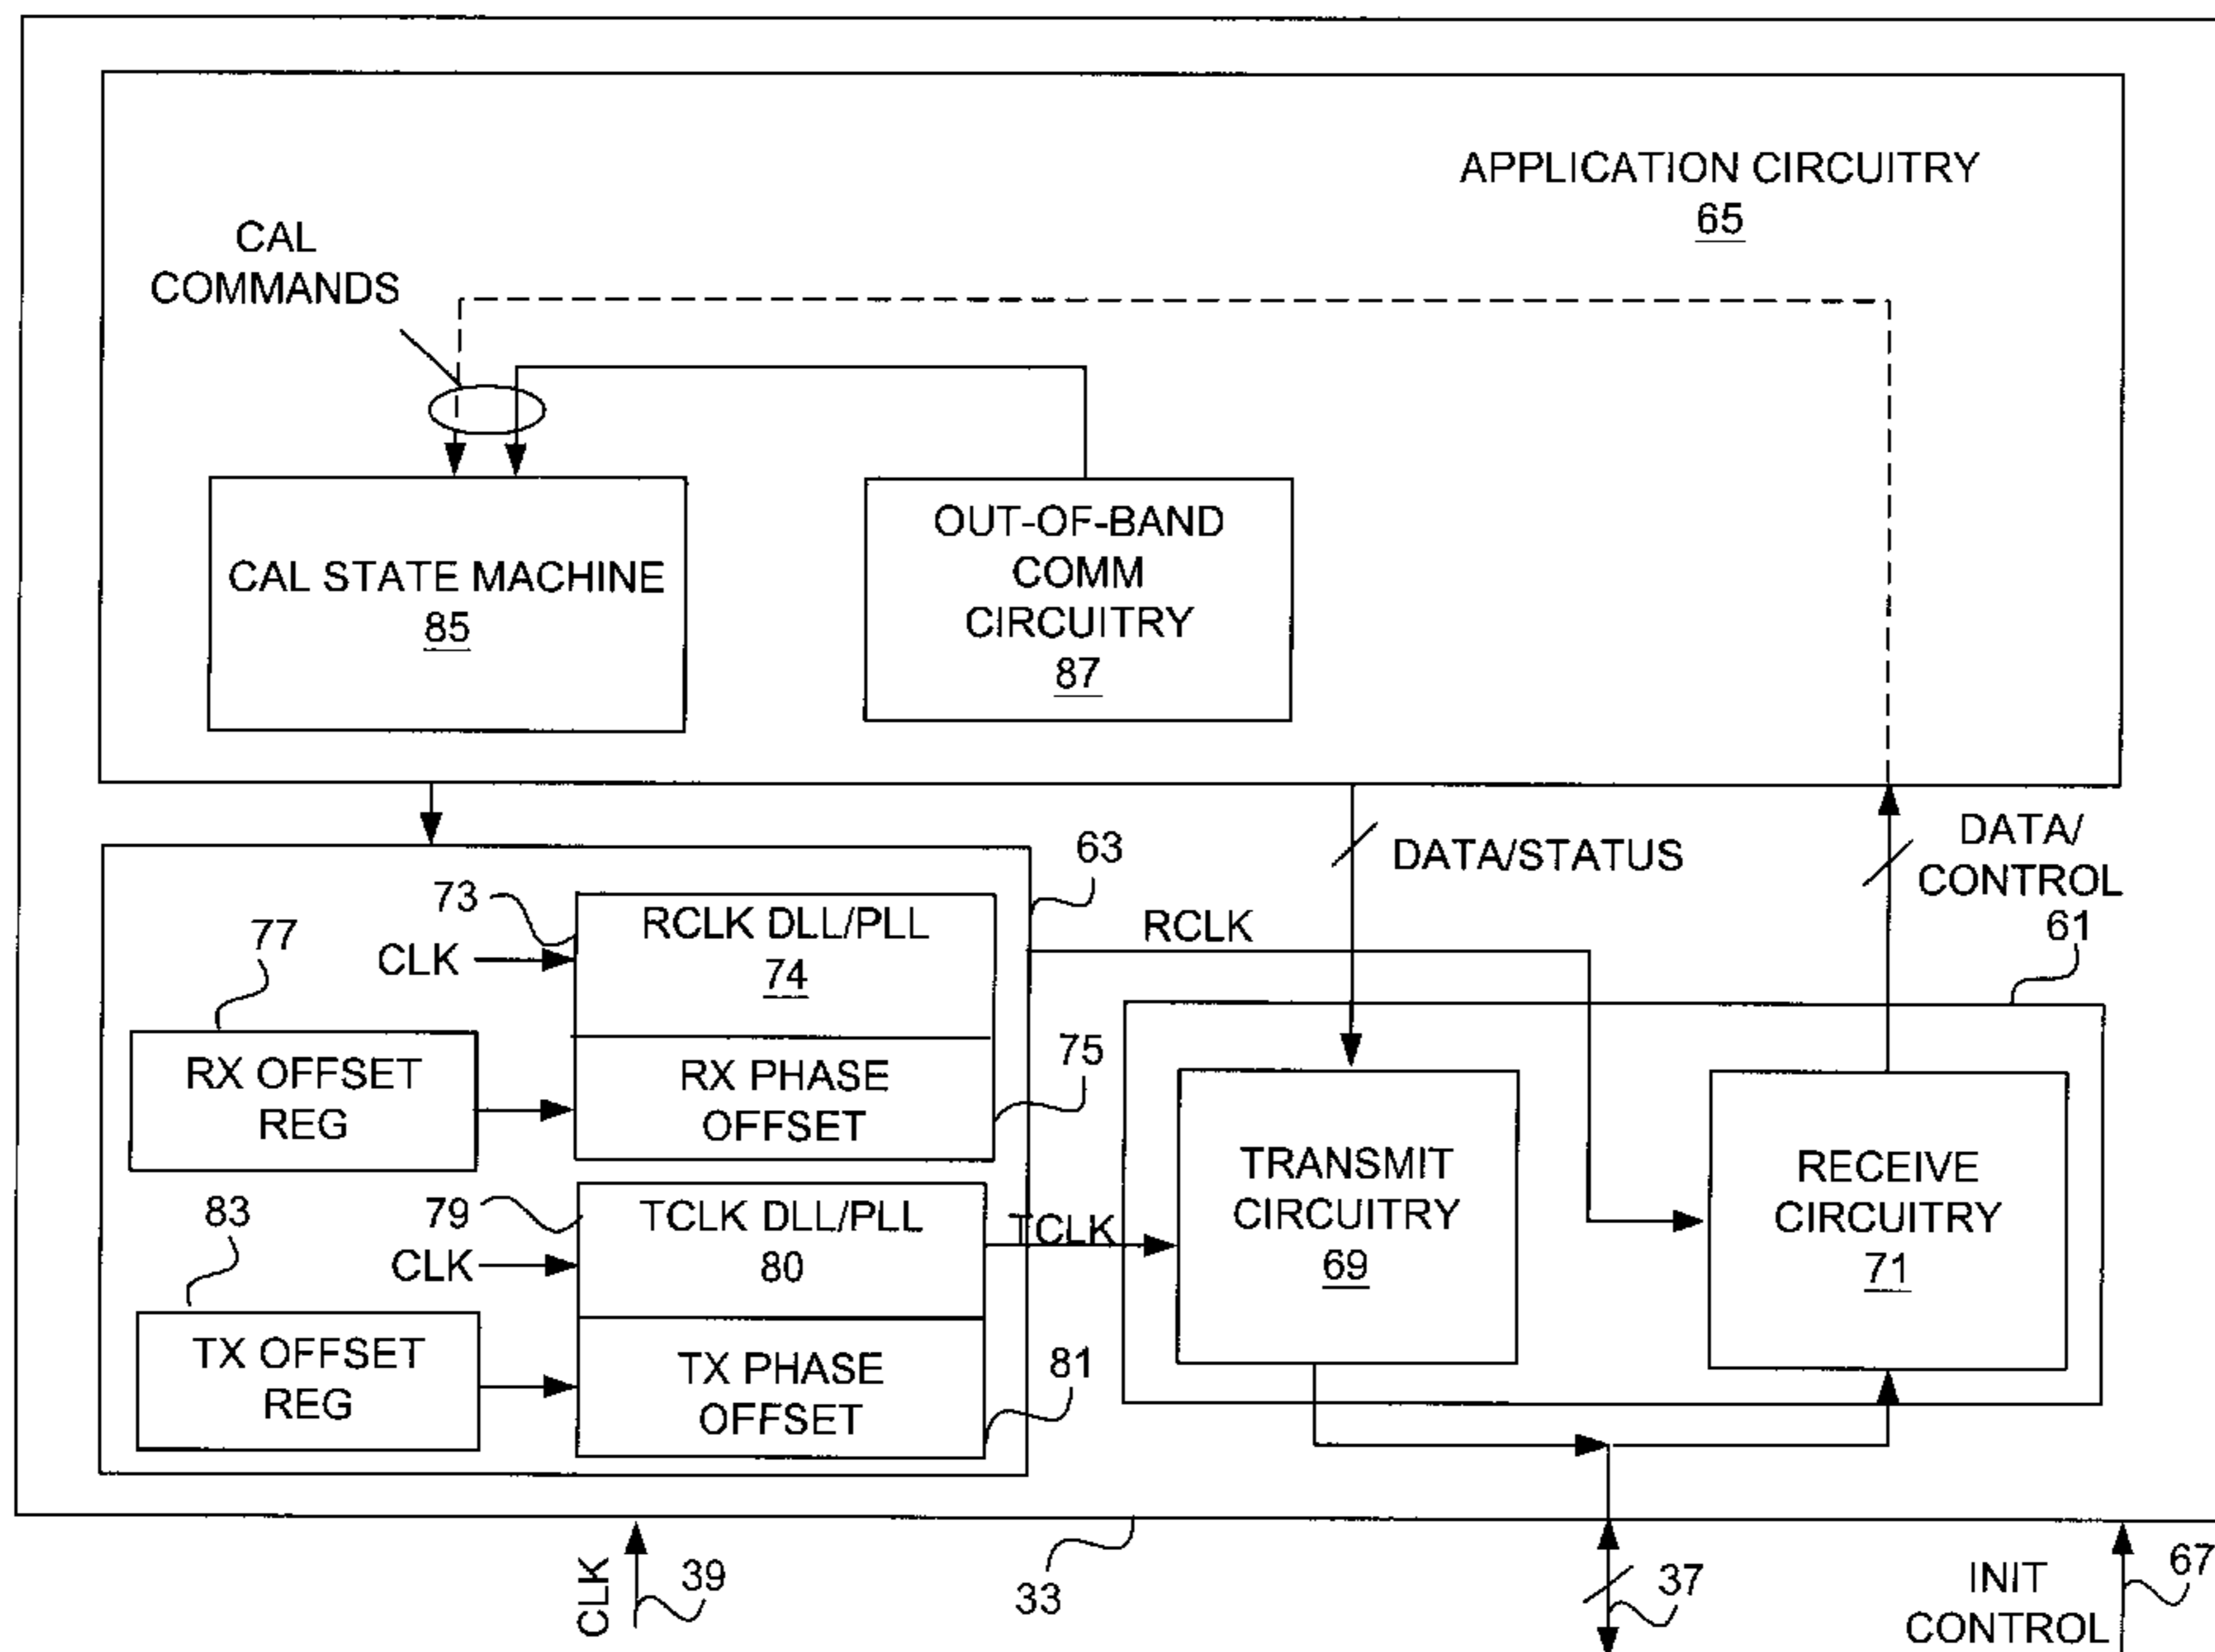 APPLICATION CIRCUITRY
65
CAL
COMMANDS
CAL STATE MACHINE
85
OUT-OF-BAND
COMM
CIRCUITRY
87
63
DATA/STATUS
DATA/
CONTROL
61
73
77
CLK
RCLK DLL/PLL
74
RCLK
RX OFFSET
REG
RX PHASE
OFFSET
75
83
79
CLK
TCLK DLL/PLL
80
TCLK
TRANSMIT
CIRCUITRY
69
RECEIVE
CIRCUITRY
71
TX OFFSET
REG
TX PHASE
OFFSET
81
CLK
39
33
37
INIT
CONTROL
67